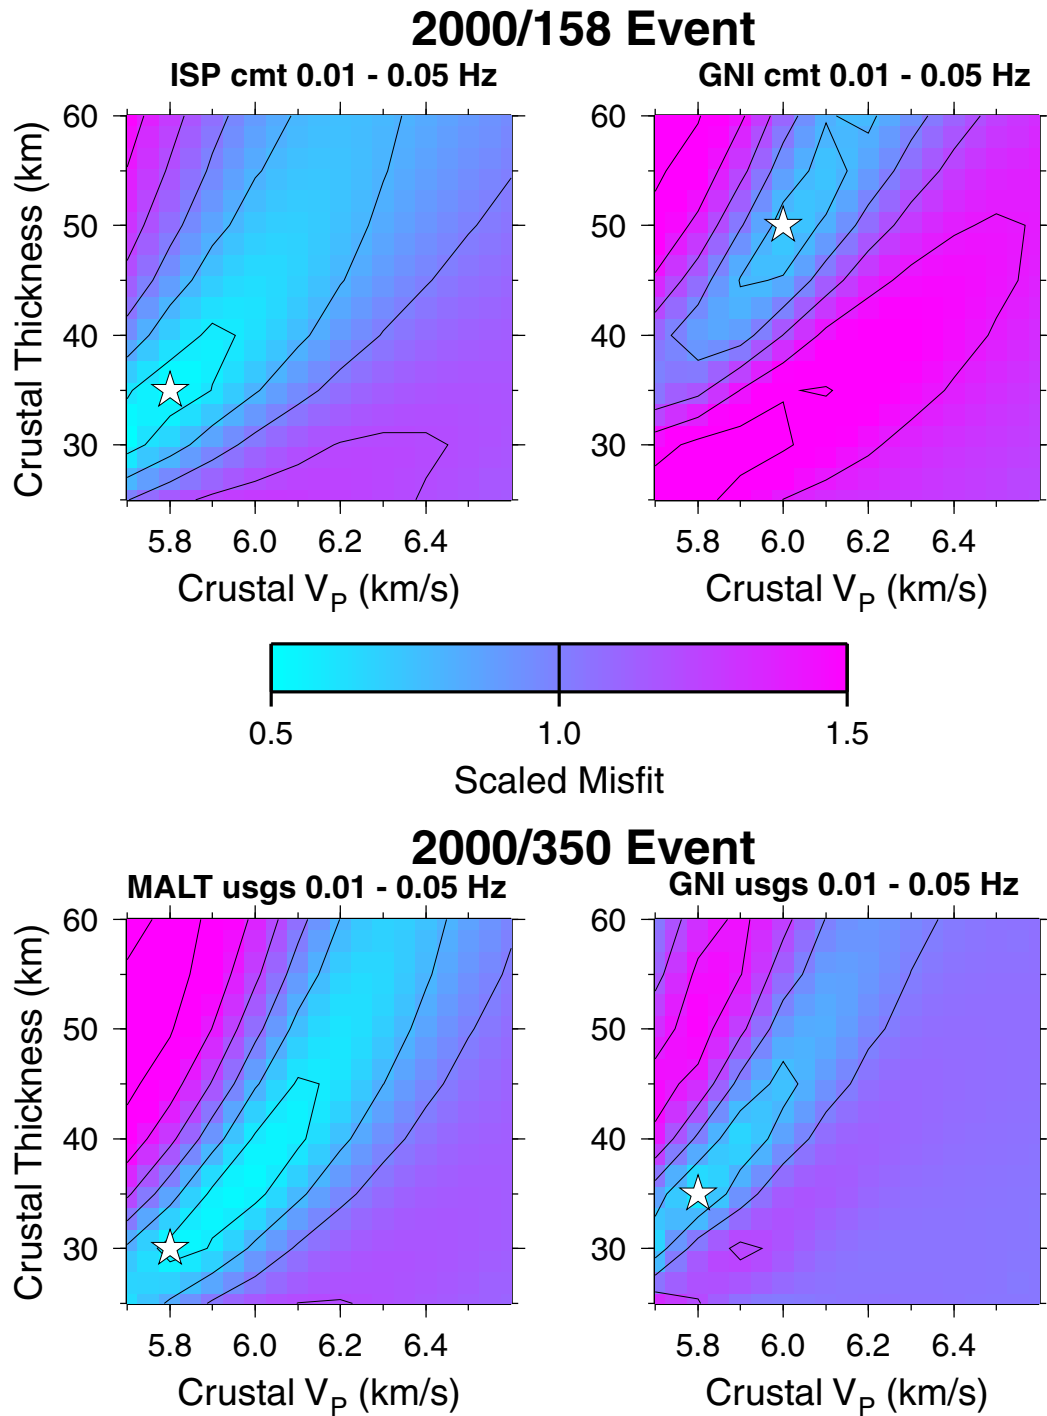 2000/158 Event
ISP cmt 0.01 - 0.05 Hz
GNI cmt 0.01 - 0.05 Hz
Crustal Thickness (km)
60
50
40
30
5.8 6.0 6.2 6.4
Crustal VP (km/s)
60
50
40
30
5.8 6.0 6.2 6.4
Crustal VP (km/s)
0.5 1.0 1.5
Scaled Misfit
2000/350 Event
MALT usgs 0.01 - 0.05 Hz
GNI usgs 0.01 - 0.05 Hz
Crustal Thickness (km)
60
50
40
30
5.8 6.0 6.2 6.4
Crustal VP (km/s)
60
50
40
30
5.8 6.0 6.2 6.4
Crustal VP (km/s)